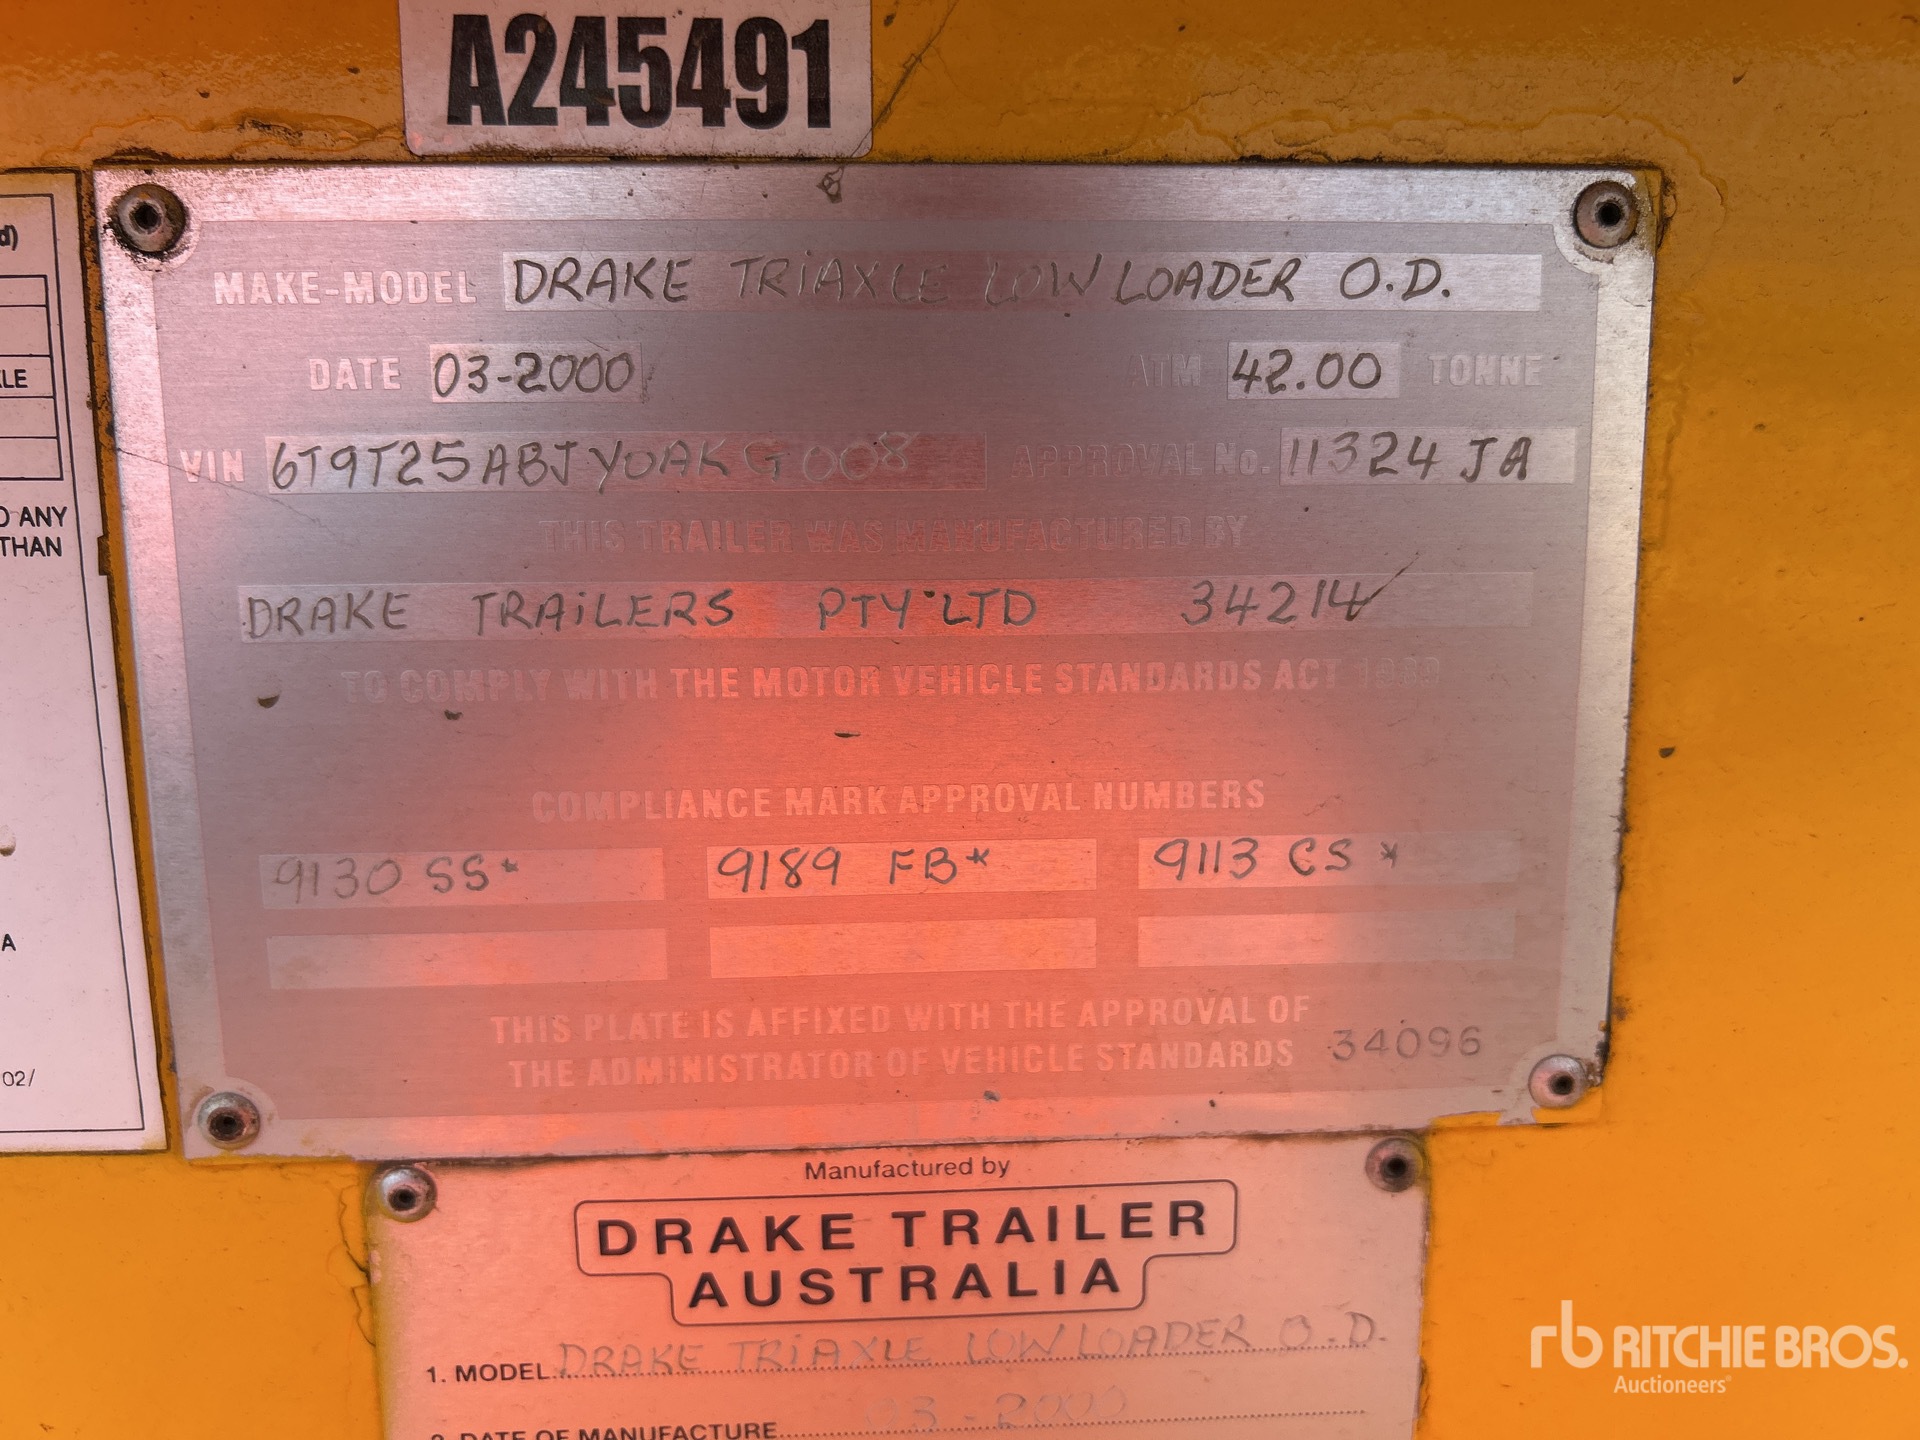 A245491
d)
LE
O ANY
THAN
A
02/
MAKE-MODEL DRAKE TRIAXLE LOW LOADER O.D.
DATE 03-2000 ATM 42.00 TONNE
VIN 6T9T25ABJY0AKG008 APPROVAL No. 11324 JA
THIS TRAILER WAS MANUFACTURED BY
DRAKE TRAILERS PTY LTD 34214
TO COMPLY WITH THE MOTOR VEHICLE STANDARDS ACT 1989
COMPLIANCE MARK APPROVAL NUMBERS
9130 SS* 9189 FB* 9113 CS*
THIS PLATE IS AFFIXED WITH THE APPROVAL OF
THE ADMINISTRATOR OF VEHICLE STANDARDS 34096
Manufactured by
DRAKE TRAILER
AUSTRALIA
1. MODEL DRAKE TRIAXLE LOW LOADER O.D.
2. DATE OF MANUFACTURE 03-2000
rb RITCHIE BROS.
Auctioneers